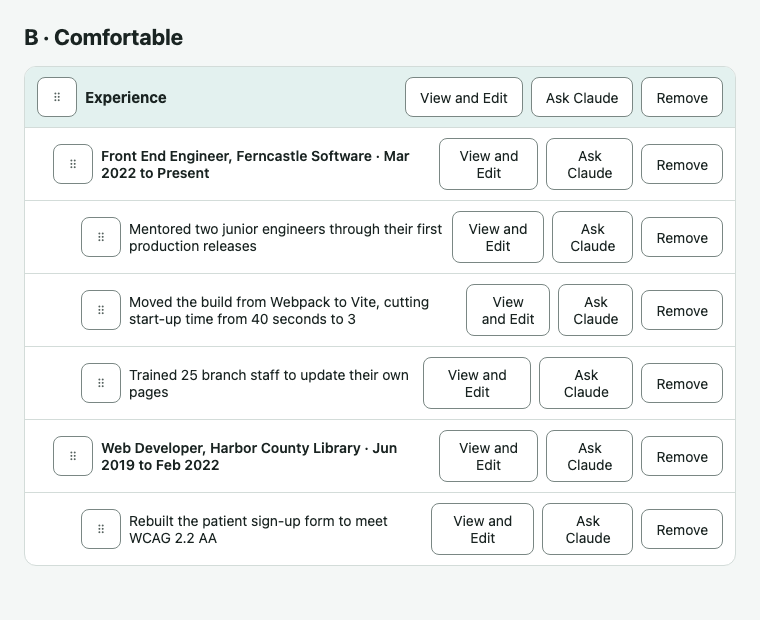 B · Comfortable
Experience
View and Edit
Ask Claude
Remove
Front End Engineer, Ferncastle Software · Mar
2022 to Present
View and
Edit
Ask
Claude
Remove
Mentored two junior engineers through their first
production releases
View and
Edit
Ask
Claude
Remove
Moved the build from Webpack to Vite, cutting
start-up time from 40 seconds to 3
View
and Edit
Ask
Claude
Remove
Trained 25 branch staff to update their own
pages
View and
Edit
Ask
Claude
Remove
Web Developer, Harbor County Library · Jun
2019 to Feb 2022
View and
Edit
Ask
Claude
Remove
Rebuilt the patient sign-up form to meet
WCAG 2.2 AA
View and
Edit
Ask
Claude
Remove